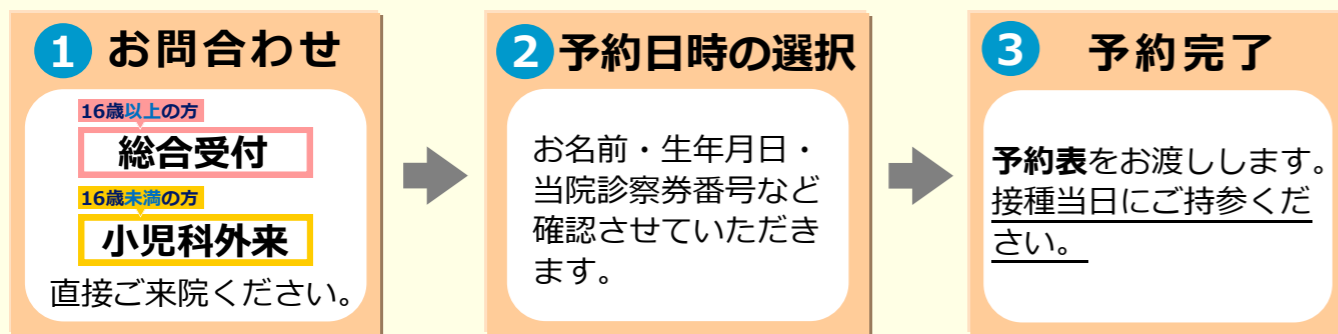 1 お問合わせ
16歳以上の方
総合受付
16歳未満の方
小児科外来
直接ご来院ください。
2 予約日時の選択
お名前・生年月日・
当院診察券番号など
確認させていただき
ます。
3 予約完了
予約表をお渡しします。
接種当日にご持参くだ
さい。